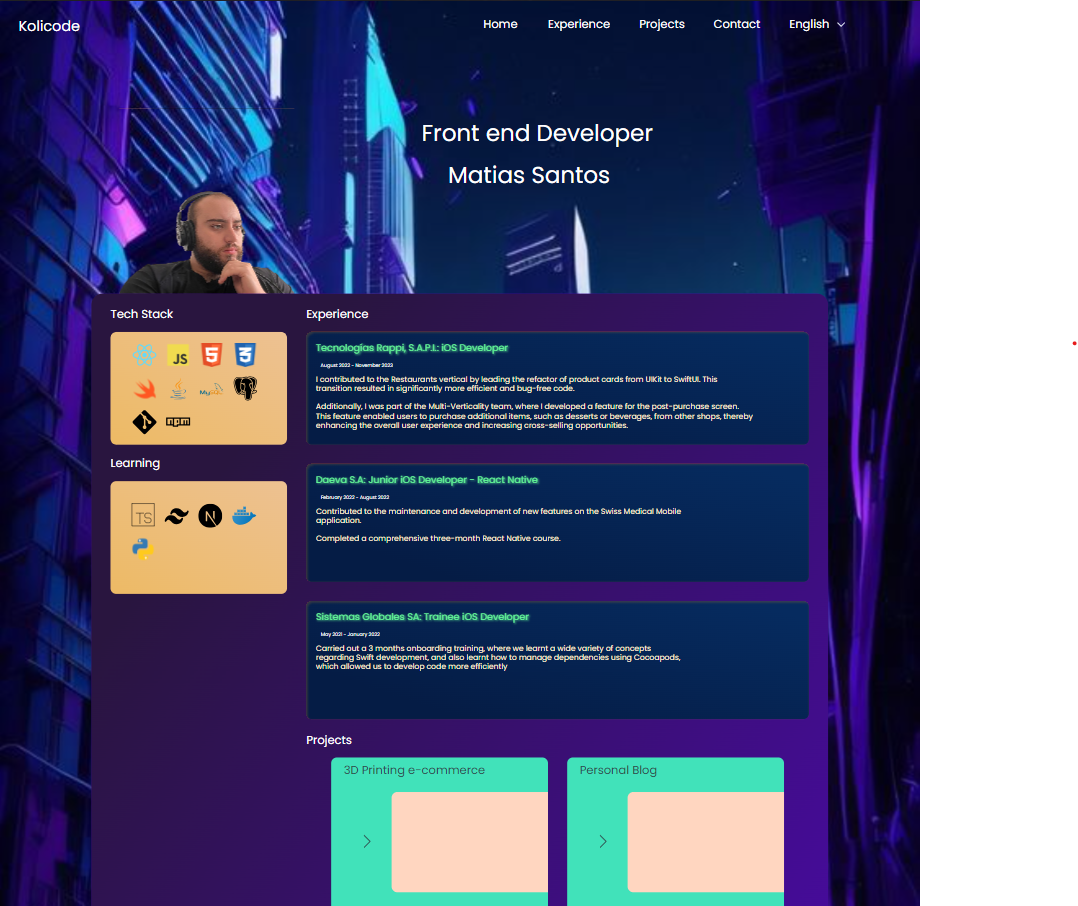 Kolicode
Home Experience Projects Contact English
Front end Developer
Matias Santos
Tech Stack
JS
5
3
MySQL
npm
Learning
TS
N
Experience
Tecnologías Rappi, S.A.P.I.: iOS Developer
August 2023 - November 2023
I contributed to the Restaurants vertical by leading the refactor of product cards from UIKit to SwiftUI. This
transition resulted in significantly more efficient and bug-free code.
Additionally, I was part of the Multi-Verticality team, where I developed a feature for the post-purchase screen.
This feature enabled users to purchase additional items, such as desserts or beverages, from other shops, thereby
enhancing the overall user experience and increasing cross-selling opportunities.
Daeva S.A: Junior iOS Developer - React Native
February 2022 - August 2022
Contributed to the maintenance and development of new features on the Swiss Medical Mobile
application.
Completed a comprehensive three-month React Native course.
Sistemas Globales SA: Trainee iOS Developer
May 2021 - January 2022
Carried out a 3 months onboarding training, where we learnt a wide variety of concepts
regarding Swift development, and also learnt how to manage dependencies using Cocoapods,
which allowed us to develop code more efficiently
Projects
3D Printing e-commerce
Personal Blog